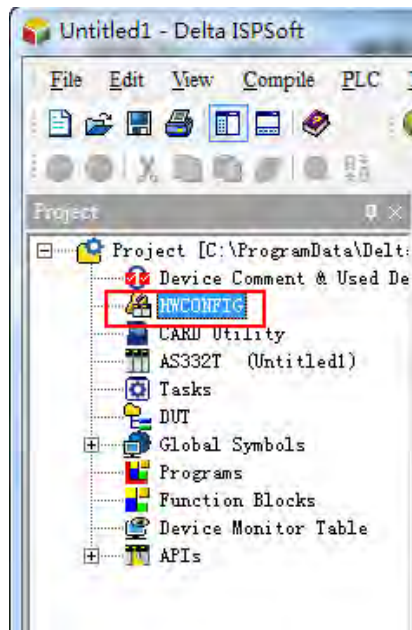 Untitled1 - Delta ISPSoft
File Edit View Compile PLC
Project
Project [C:\ProgramData\Delt
Device Comment & Used De
HWCONFIG
CARD Utility
AS332T (Untitled1)
Tasks
DUT
Global Symbols
Programs
Function Blocks
Device Monitor Table
APIs